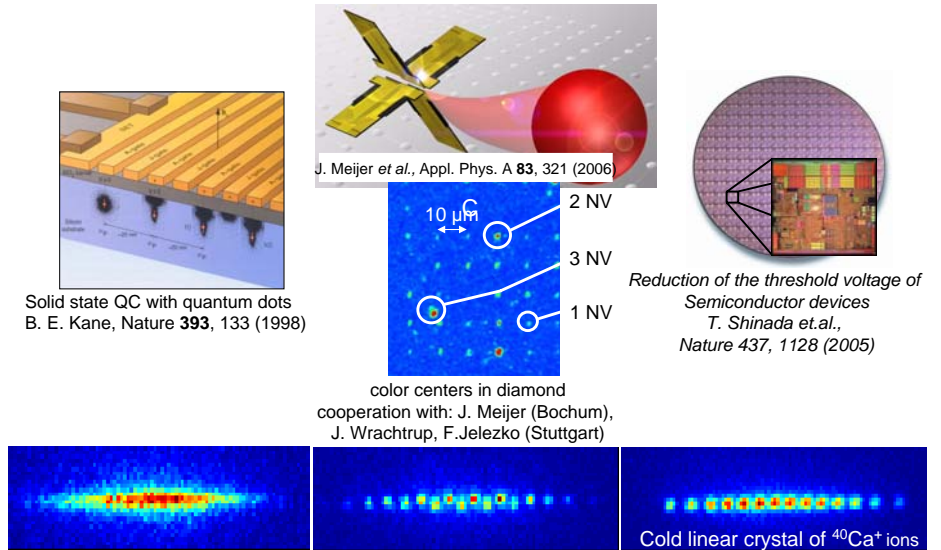 J. Meijer et al., Appl. Phys. A 83, 321 (2006)
Solid state QC with quantum dots
B. E. Kane, Nature 393, 133 (1998)
C
10 µm
2 NV
3 NV
1 NV
color centers in diamond
cooperation with: J. Meijer (Bochum),
J. Wrachtrup, F.Jelezko (Stuttgart)
Reduction of the threshold voltage of
Semiconductor devices
T. Shinada et.al.,
Nature 437, 1128 (2005)
Cold linear crystal of ⁴⁰Ca⁺ ions